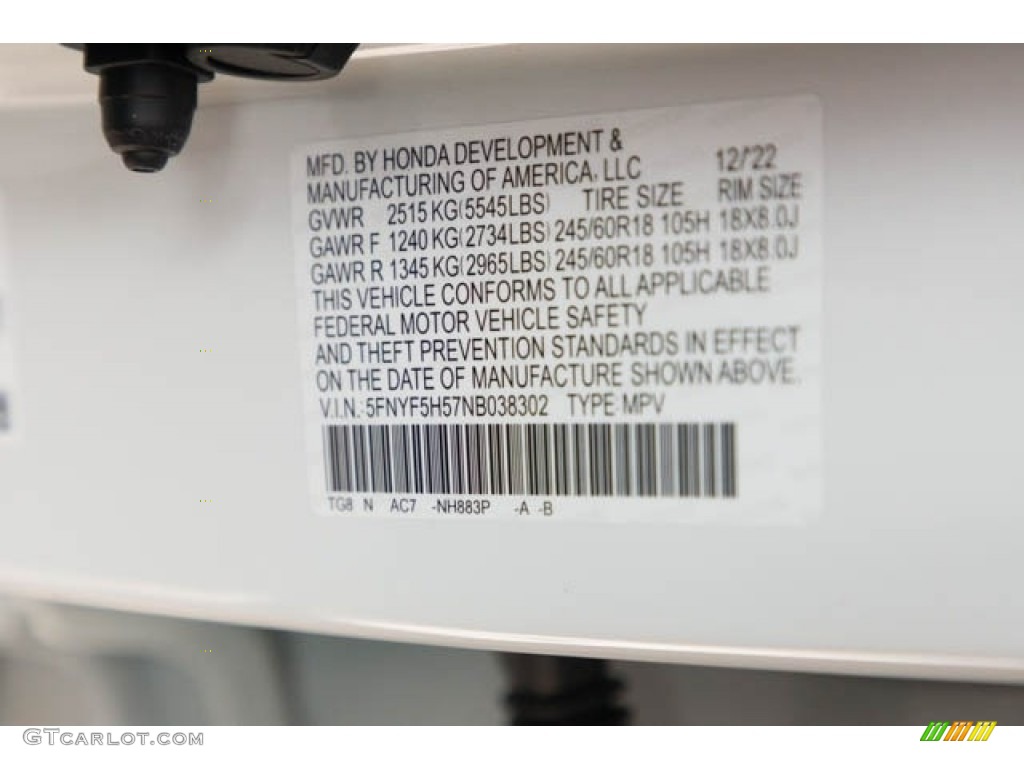 MFD. BY HONDA DEVELOPMENT &
MANUFACTURING OF AMERICA, LLC 12/'22
GVWR 2515 KG(5545LBS) TIRE SIZE RIM SIZE
GAWR F 1240 KG(2734LBS) 245/60R18 105H 18X8.0J
GAWR R 1345 KG(2965LBS) 245/60R18 105H 18X8.0J
THIS VEHICLE CONFORMS TO ALL APPLICABLE
FEDERAL MOTOR VEHICLE SAFETY
AND THEFT PREVENTION STANDARDS IN EFFECT
ON THE DATE OF MANUFACTURE SHOWN ABOVE.
V.I.N.: 5FNYF5H57NB038302 TYPE: MPV
TG8 N AC7 -NH883P -A -B
GTCARLOT.COM